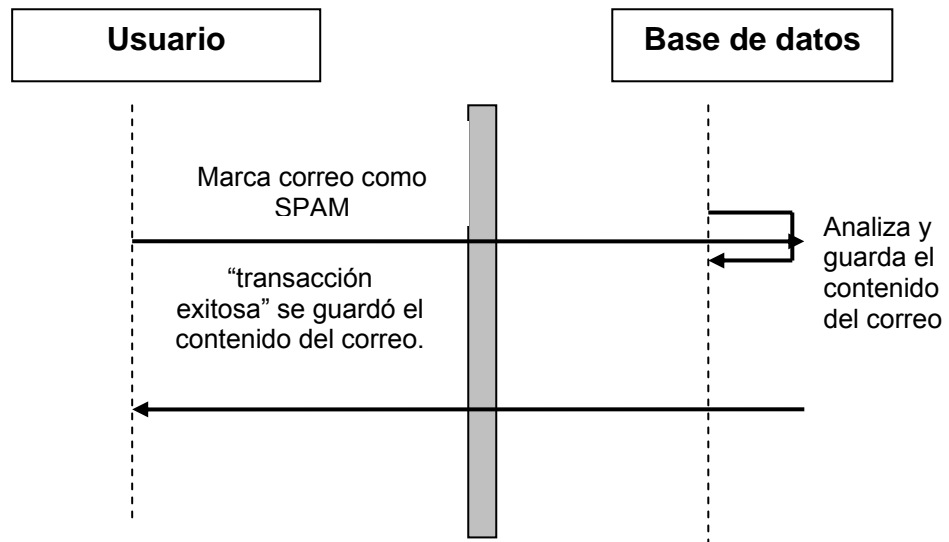 Usuario
Base de datos
Marca correo como
SPAM
Analiza y
guarda el
contenido
del correo
“transacción
exitosa” se guardó el
contenido del correo.